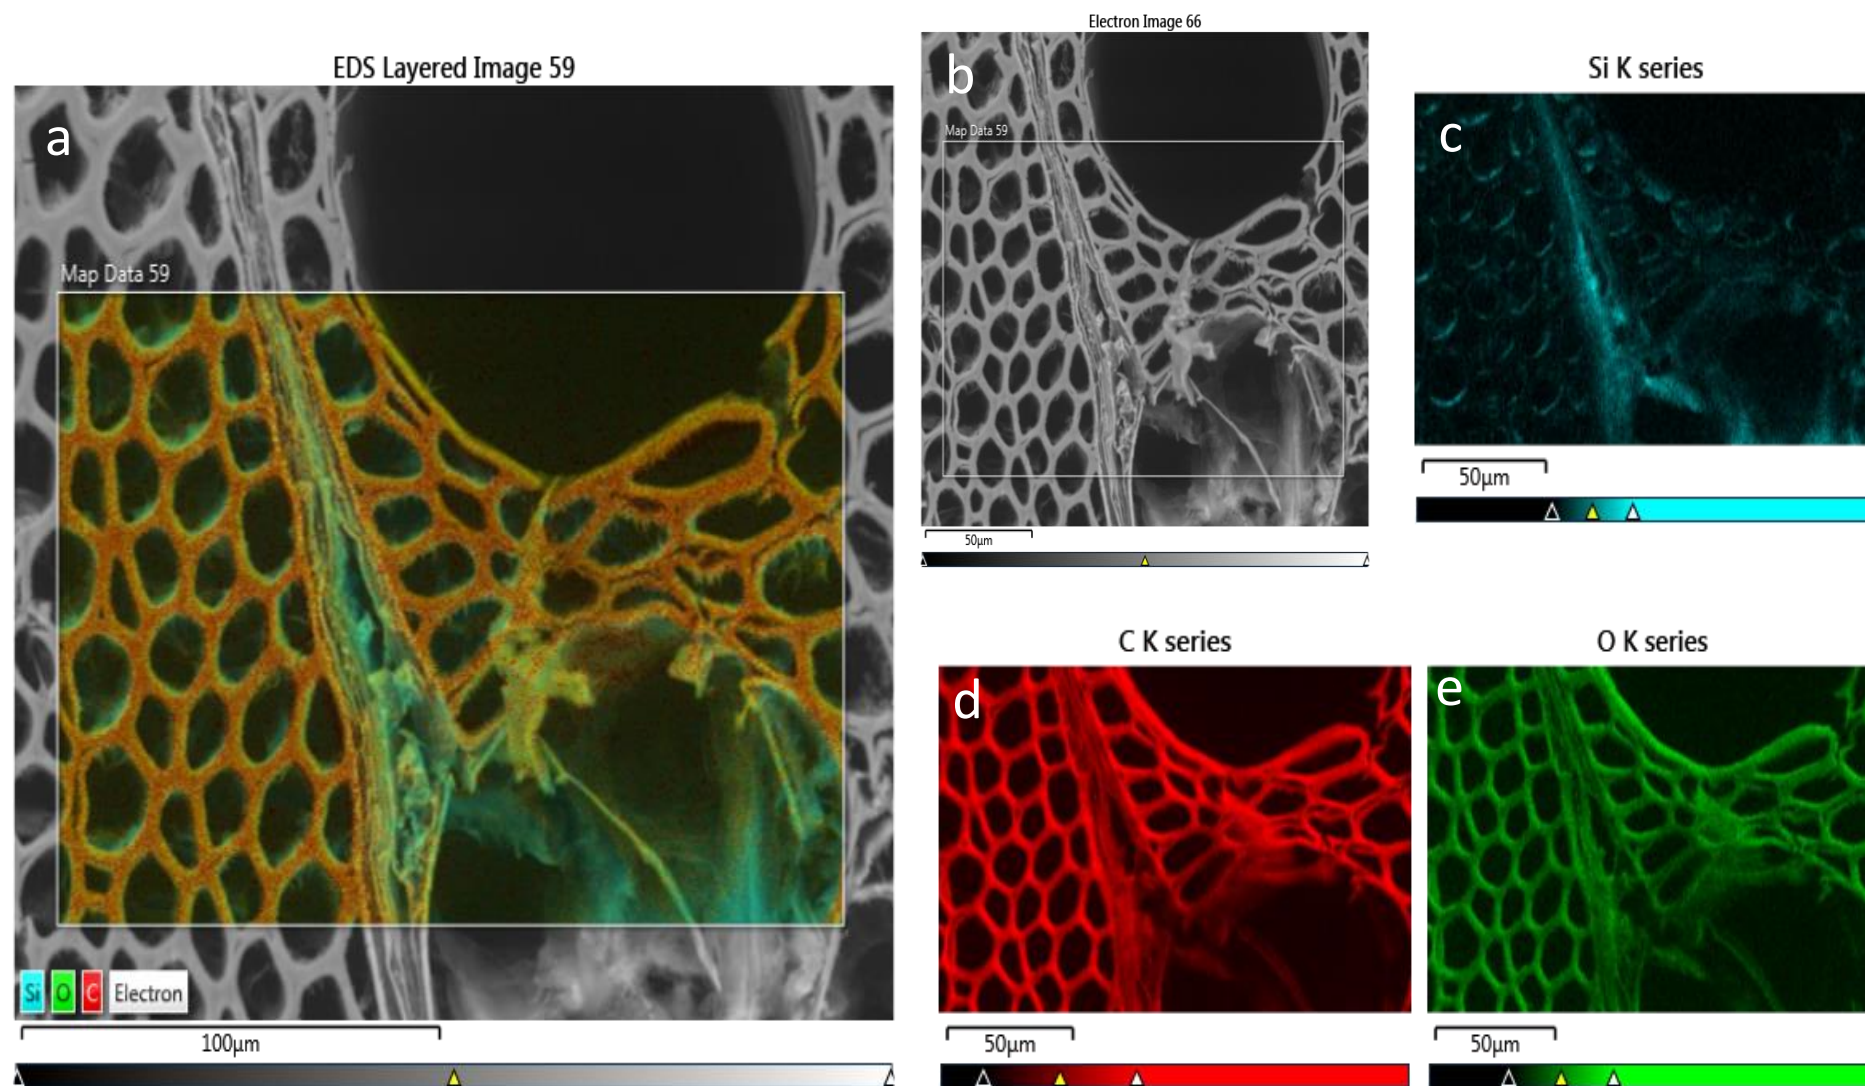 EDS Layered Image 59
a
Map Data 59
Si O C Electron
100µm
Electron Image 66
b
Map Data 59
50µm
Si K series
c
50µm
C K series
d
50µm
O K series
e
50µm